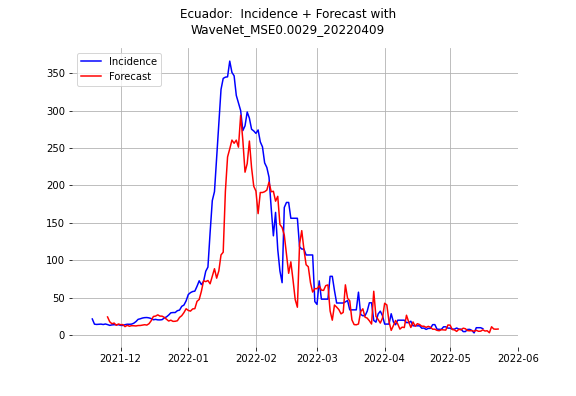 Ecuador:  Incidence + Forecast with
WaveNet_MSE0.0029_20220409
Incidence
Forecast
350
300
250
200
150
100
50
0
2021-12 2022-01 2022-02 2022-03 2022-04 2022-05 2022-06